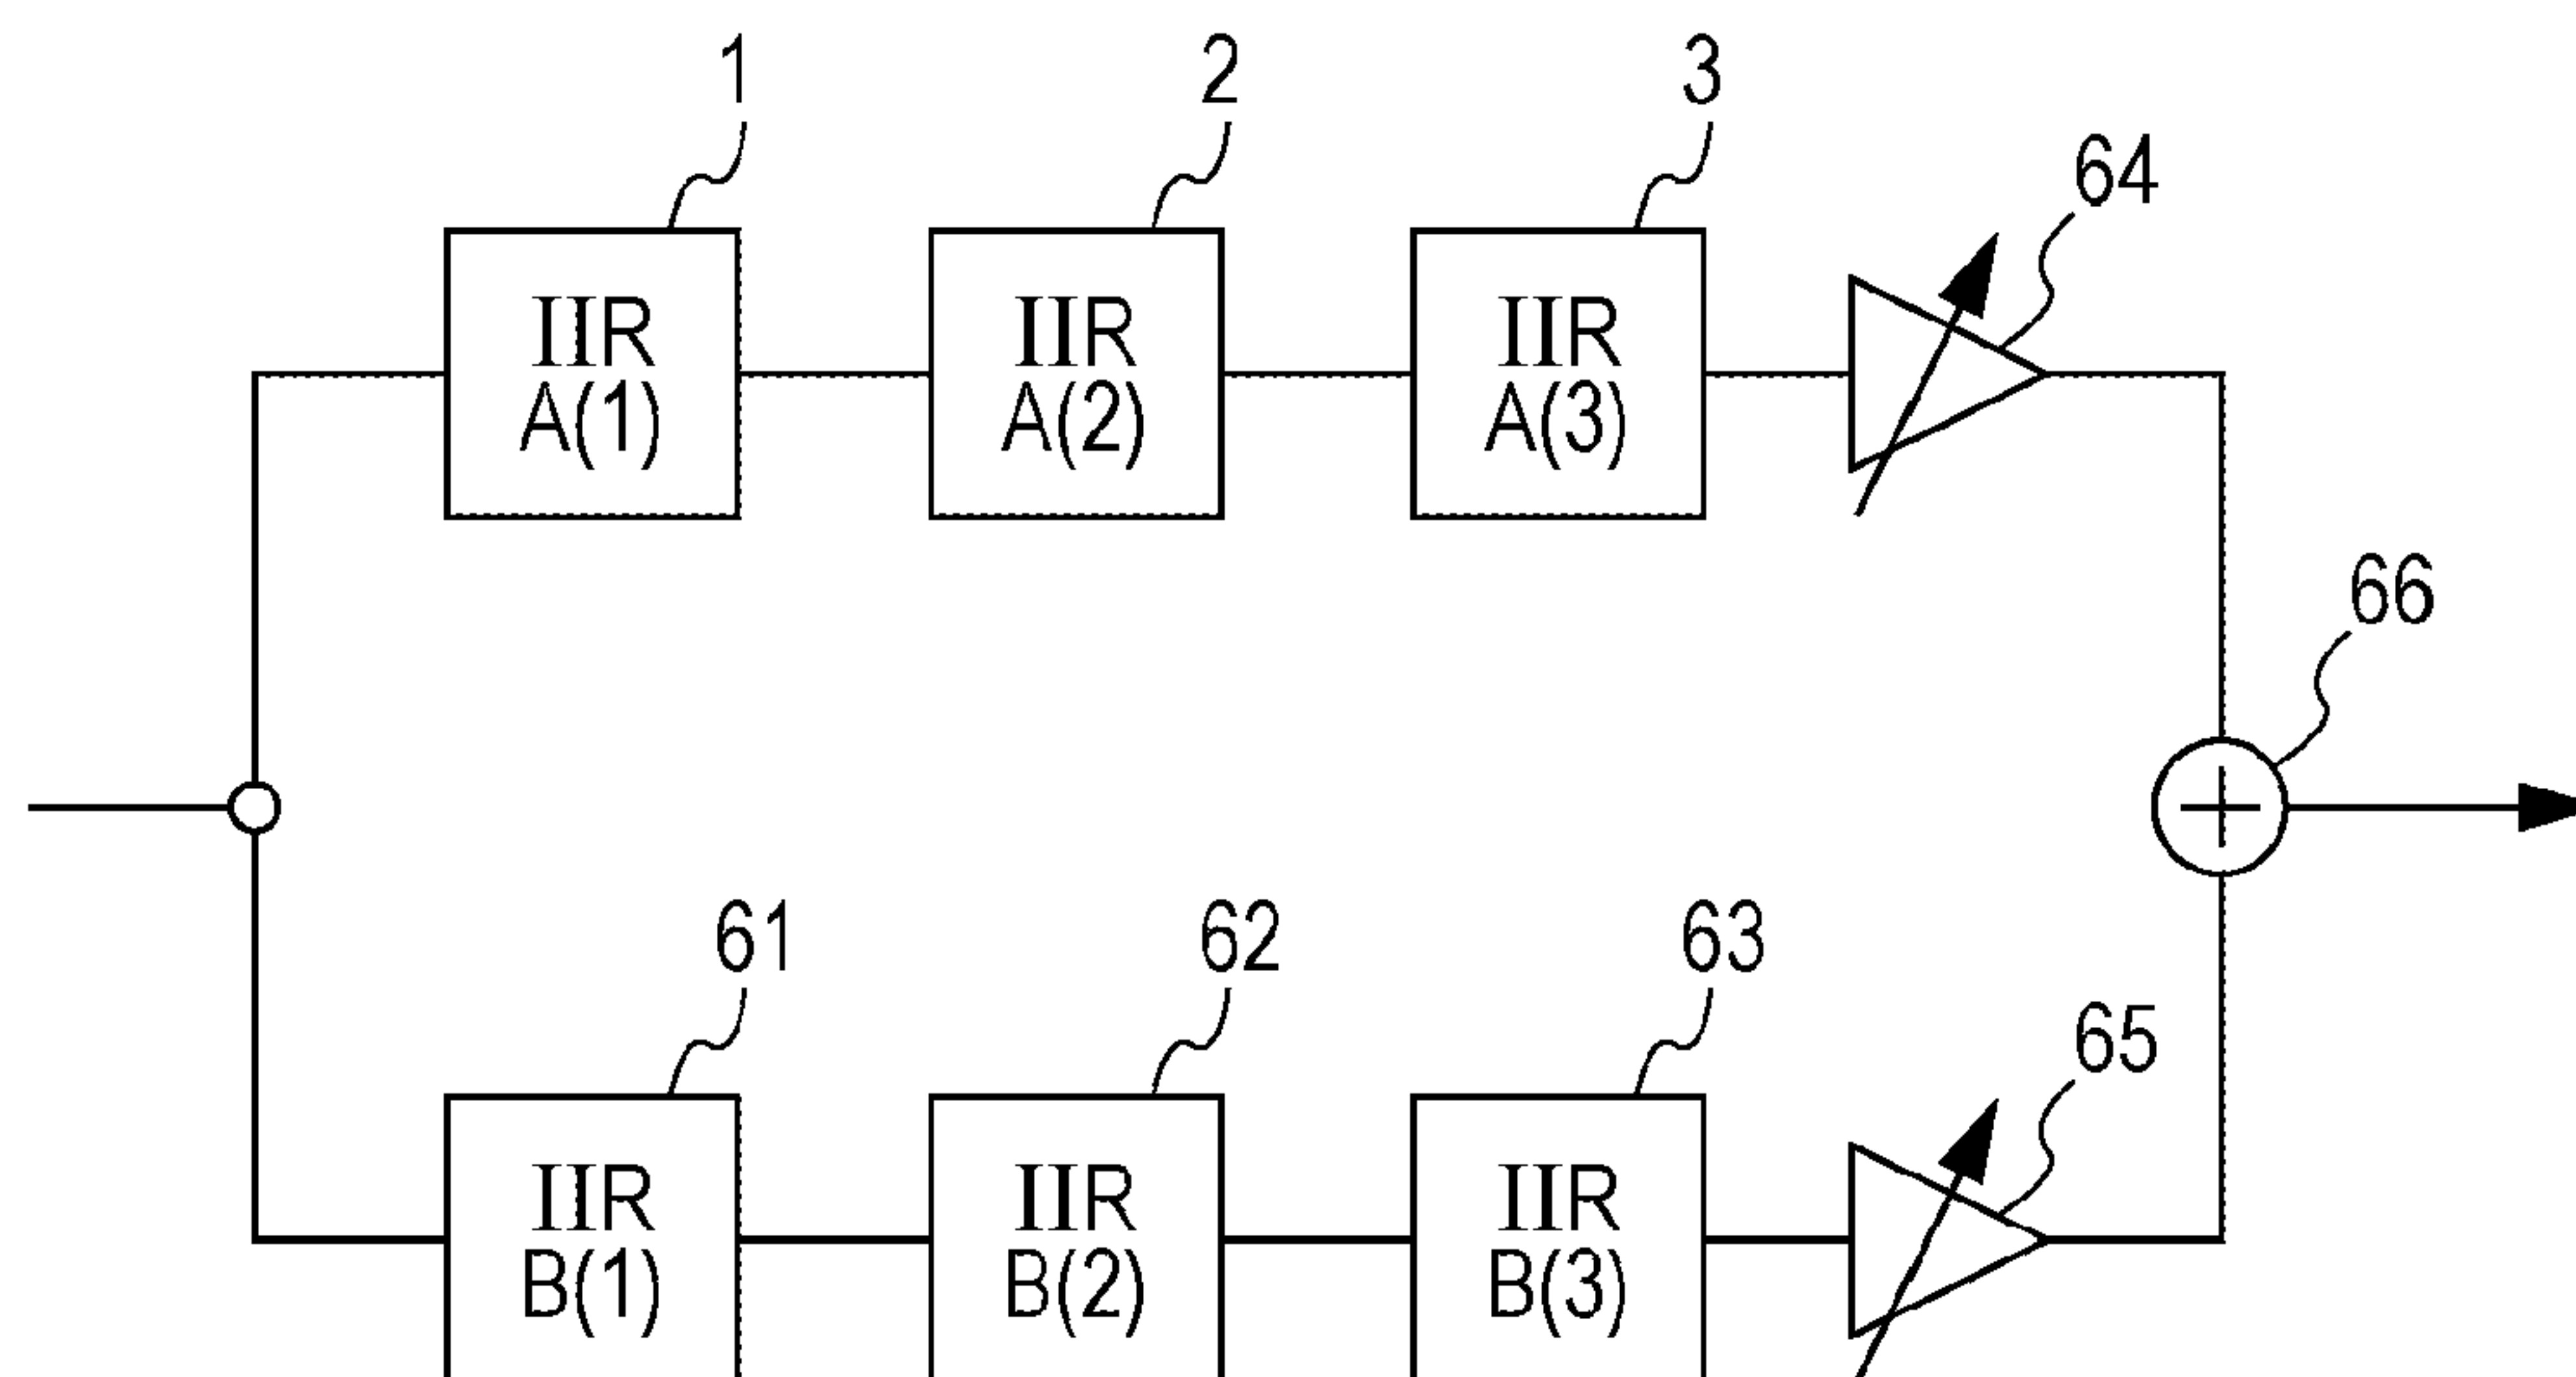 1
2
3
64
IIR
A(1)
IIR
A(2)
IIR
A(3)
66
61
62
63
65
IIR
B(1)
IIR
B(2)
IIR
B(3)